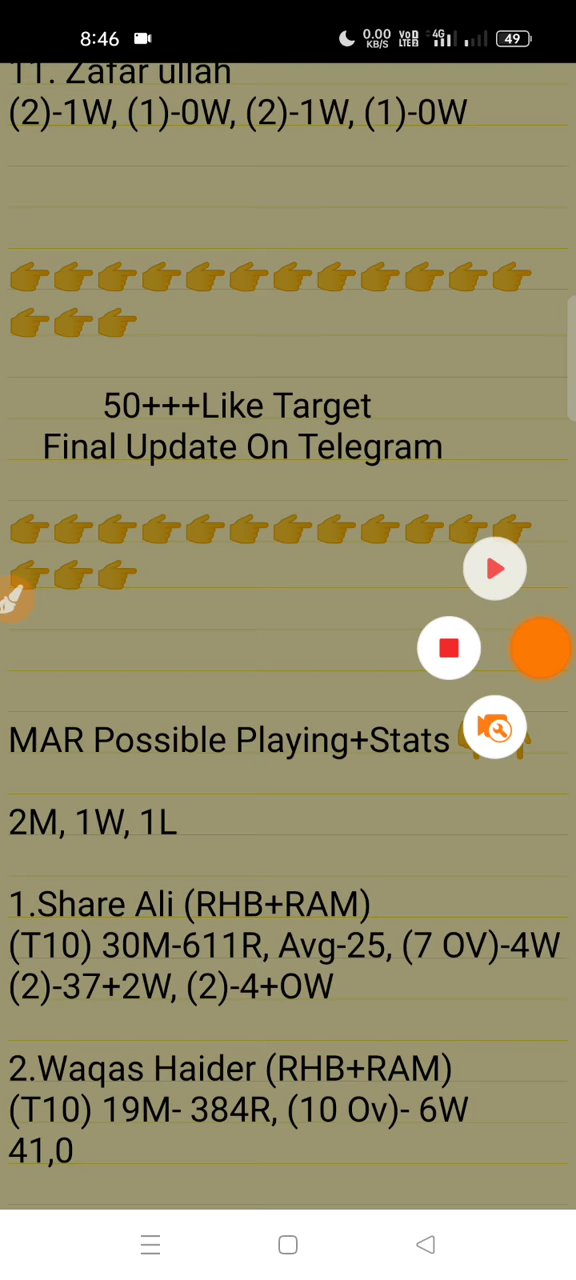 8:46
0.00 KB/S VoD LTE2 4G 49
11. Zafar ullah
(2)-1W, (1)-0W, (2)-1W, (1)-0W
50+++Like Target
Final Update On Telegram
MAR Possible Playing+Stats
2M, 1W, 1L
1.Share Ali (RHB+RAM)
(T10) 30M-611R, Avg-25, (7 OV)-4W
(2)-37+2W, (2)-4+OW
2.Waqas Haider (RHB+RAM)
(T10) 19M- 384R, (10 Ov)- 6W
41,0